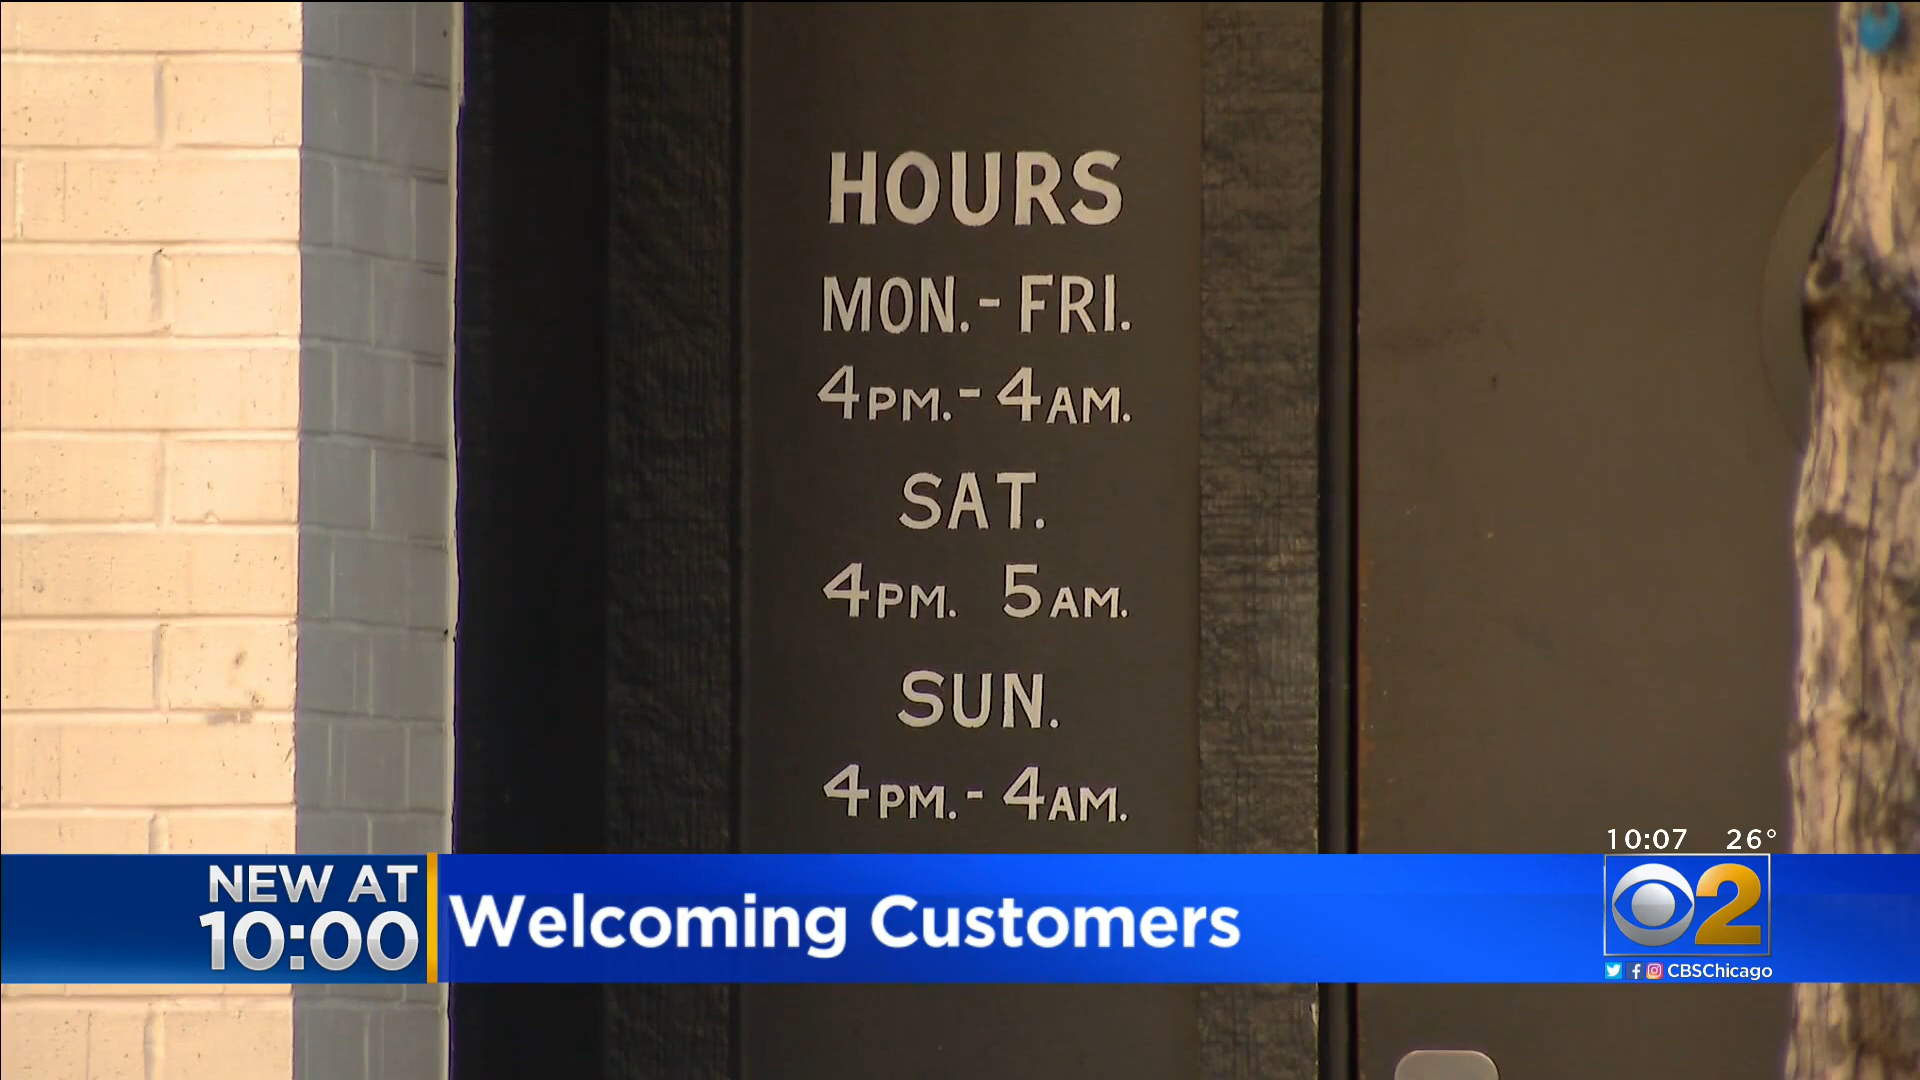 HOURS
MON.-FRI.
4PM.-4AM.
SAT.
4PM. 5AM.
SUN.
4PM.-4AM.
10:07 26°
NEW AT
10:00
Welcoming Customers
2
CBSChicago